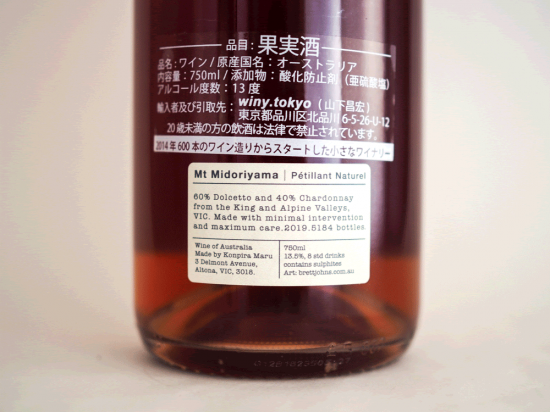 品目: 果実酒
品名: ワイン / 原産国名: オーストラリア
内容量: 750ml / 添加物: 酸化防止剤 (亜硫酸塩)
アルコール度数: 13度
輸入者及び引取先: winy.tokyo (山下昌宏)
東京都品川区北品川 6-5-26-U-12
20歳未満の方の飲酒は法律で禁止されています。
2014年600本のワイン造りからスタートした小さなワイナリー
Mt Midoriyama | Pétillant Naturel
60% Dolcetto and 40% Chardonnay
from the King and Alpine Valleys,
VIC. Made with minimal intervention
and maximum care. 2019. 5184 bottles
Wine of Australia
Made by Konpira Maru
3 Delmont Avenue,
Altona, VIC, 3018.
750ml
13.5%, 8 std drinks
contains sulphites
Art: brettjohns.com.au